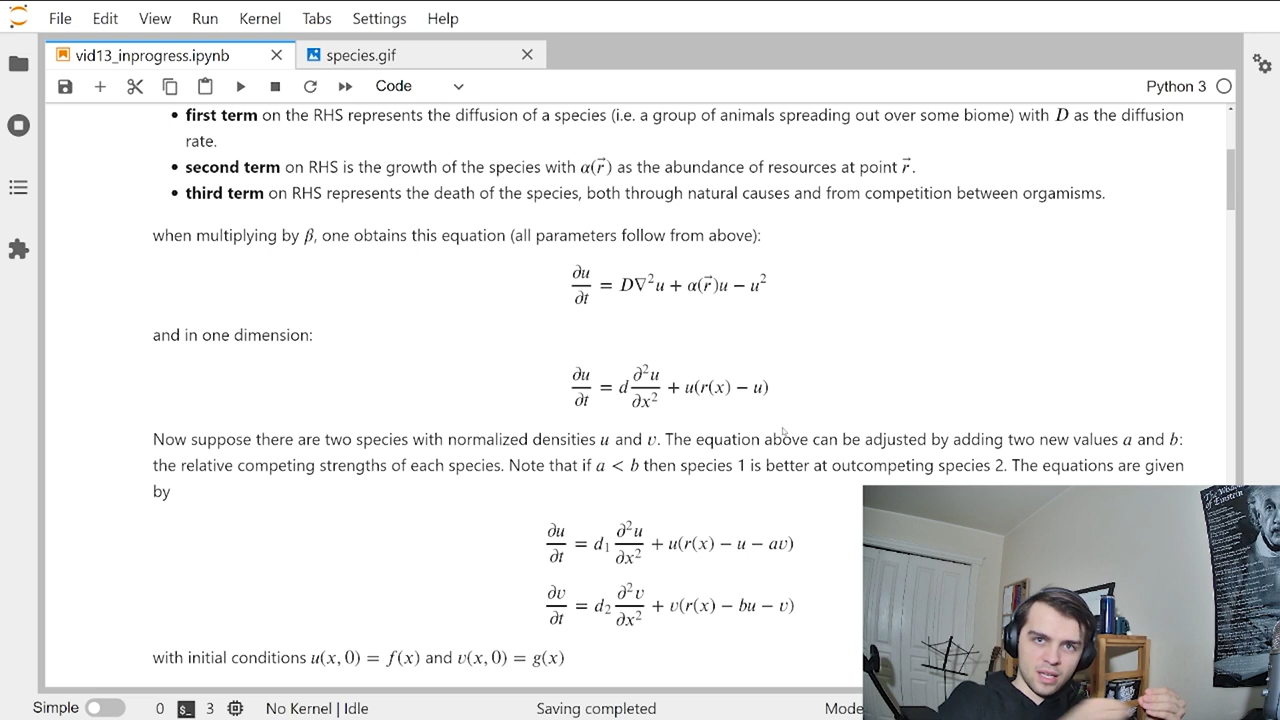 File Edit View Run Kernel Tabs Settings Help
vid13_inprogress.ipynb
species.gif
Code
Python 3
• first term on the RHS represents the diffusion of a species (i.e. a group of animals spreading out over some biome) with D as the diffusion
rate.
• second term on RHS is the growth of the species with α(r⃗) as the abundance of resources at point r⃗.
• third term on RHS represents the death of the species, both through natural causes and from competition between orgamisms.
when multiplying by β, one obtains this equation (all parameters follow from above):
∂u/∂t = D∇²u + α(r⃗)u − u²
and in one dimension:
∂u/∂t = d ∂²u/∂x² + u(r(x) − u)
Now suppose there are two species with normalized densities u and v. The equation above can be adjusted by adding two new values a and b:
the relative competing strengths of each species. Note that if a < b then species 1 is better at outcompeting species 2. The equations are given
by
∂u/∂t = d₁ ∂²u/∂x² + u(r(x) − u − av)
∂v/∂t = d₂ ∂²v/∂x² + v(r(x) − bu − v)
with initial conditions u(x, 0) = f(x) and v(x, 0) = g(x)
of Einstein
Simple 0 3 No Kernel | Idle Saving completed Mode